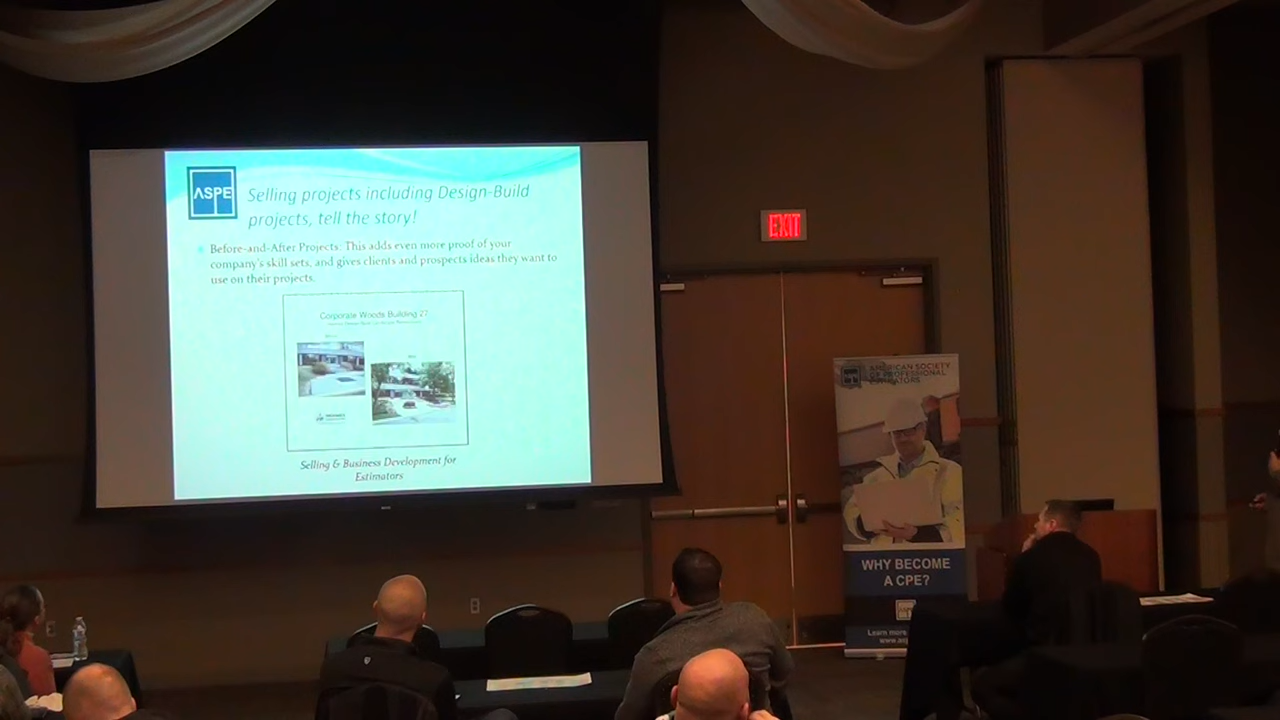 ASPE
Selling projects including Design-Build
projects, tell the story!
Before-and-After Projects. This adds even more proof of your
company's skill sets, and gives clients and prospects ideas they want to
use on their projects.
Corporate Woods Building 27
Selling & Business Development for
Estimators
EXIT
AMERICAN SOCIETY
OF PROFESSIONAL
ESTIMATORS
WHY BECOME
A CPE?
Learn more